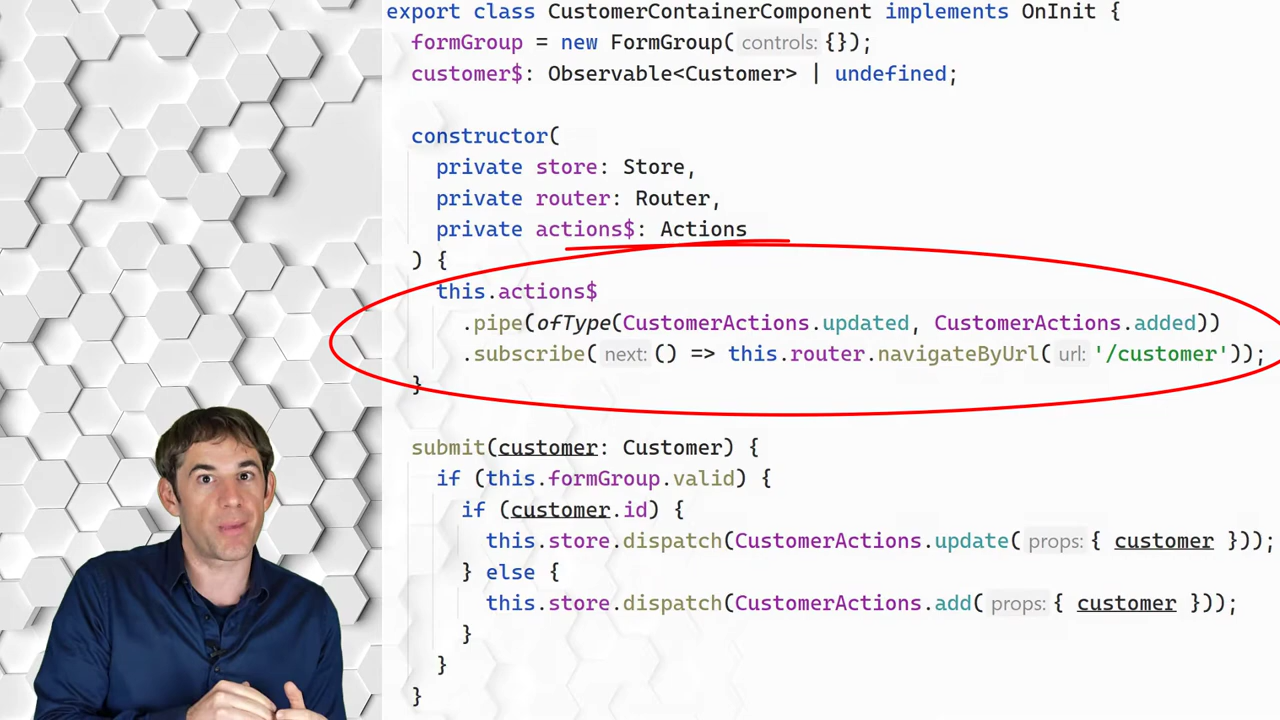 export class CustomerContainerComponent implements OnInit {
formGroup = new FormGroup( controls: {});
customer$: Observable<Customer> | undefined;
constructor(
private store: Store,
private router: Router,
private actions$: Actions
) {
this.actions$
.pipe(ofType(CustomerActions.updated, CustomerActions.added))
.subscribe( next: () => this.router.navigateByUrl( url: '/customer'));
}
submit(customer: Customer) {
if (this.formGroup.valid) {
if (customer.id) {
this.store.dispatch(CustomerActions.update( props: { customer }));
} else {
this.store.dispatch(CustomerActions.add( props: { customer }));
}
}
}